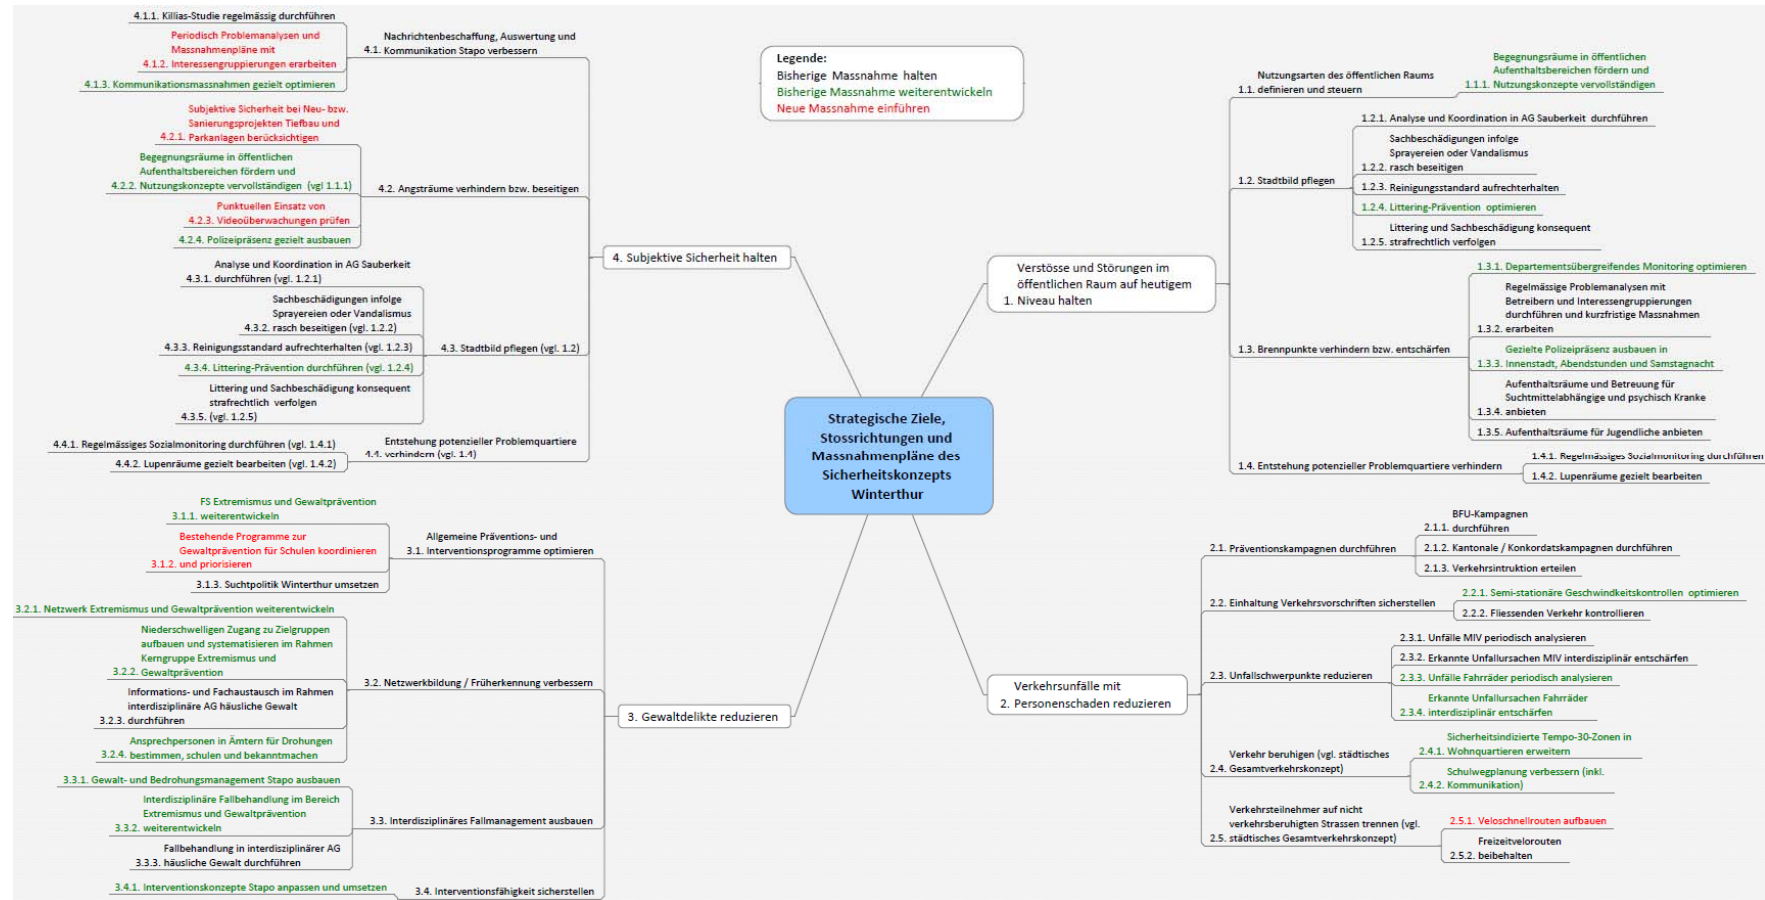 Legende:
Bisherige Massnahme halten
Bisherige Massnahme weiterentwickeln
Neue Massnahme einführen
Strategische Ziele,
Stossrichtungen und
Massnahmenpläne des
Sicherheitskonzepts
Winterthur
Verstösse und Störungen im
öffentlichen Raum auf heutigem
1. Niveau halten
Nutzungsarten des öffentlichen Raums
1.1. definieren und steuern
Begegnungsräume in öffentlichen
Aufenthaltsbereichen fördern und
1.1.1. Nutzungskonzepte vervollständigen
1.2. Stadtbild pflegen
1.2.1. Analyse und Koordination in AG Sauberkeit durchführen
Sachbeschädigungen infolge
Sprayereien oder Vandalismus
1.2.2. rasch beseitigen
1.2.3. Reinigungsstandard aufrechterhalten
1.2.4. Littering-Prävention optimieren
Littering und Sachbeschädigung konsequent
1.2.5. strafrechtlich verfolgen
1.3. Brennpunkte verhindern bzw. entschärfen
1.3.1. Departementsübergreifendes Monitoring optimieren
Regelmässige Problemanalysen mit
Betreibern und Interessengruppierungen
durchführen und kurzfristige Massnahmen
1.3.2. erarbeiten
Gezielte Polizeipräsenz ausbauen in
1.3.3. Innenstadt, Abendstunden und Samstagnacht
Aufenthaltsräume und Betreuung für
Suchtmittelabhängige und psychisch Kranke
1.3.4. anbieten
1.3.5. Aufenthaltsräume für Jugendliche anbieten
1.4. Entstehung potenzieller Problemquartiere verhindern
1.4.1. Regelmässiges Sozialmonitoring durchführen
1.4.2. Lupenräume gezielt bearbeiten
Verkehrsunfälle mit
2. Personenschaden reduzieren
2.1. Präventionskampagnen durchführen
BFU-Kampagnen
2.1.1. durchführen
2.1.2. Kantonale / Konkordatskampagnen durchführen
2.1.3. Verkehrsintruktion erteilen
2.2. Einhaltung Verkehrsvorschriften sicherstellen
2.2.1. Semi-stationäre Geschwindkeitskontrollen optimieren
2.2.2. Fliessenden Verkehr kontrollieren
2.3. Unfallschwerpunkte reduzieren
2.3.1. Unfälle MIV periodisch analysieren
2.3.2. Erkannte Unfallursachen MIV interdisziplinär entschärfen
2.3.3. Unfälle Fahrräder periodisch analysieren
Erkannte Unfallursachen Fahrräder
2.3.4. interdisziplinär entschärfen
Verkehr beruhigen (vgl. städtisches
2.4. Gesamtverkehrskonzept)
Sicherheitsindizierte Tempo-30-Zonen in
2.4.1. Wohnquartieren erweitern
Schulwegplanung verbessern (inkl.
2.4.2. Kommunikation)
Verkehrsteilnehmer auf nicht
verkehrsberuhigten Strassen trennen (vgl.
2.5. städtisches Gesamtverkehrskonzept)
2.5.1. Veloschnellrouten aufbauen
Freizeitvelorouten
2.5.2. beibehalten
3. Gewaltdelikte reduzieren
Allgemeine Präventions- und
3.1. Interventionsprogramme optimieren
FS Extremismus und Gewaltprävention
3.1.1. weiterentwickeln
Bestehende Programme zur
Gewaltprävention für Schulen koordinieren
3.1.2. und priorisieren
3.1.3. Suchtpolitik Winterthur umsetzen
3.2. Netzwerkbildung / Früherkennung verbessern
3.2.1. Netzwerk Extremismus und Gewaltprävention weiterentwickeln
Niederschwelligen Zugang zu Zielgruppen
aufbauen und systematisieren im Rahmen
Kerngruppe Extremismus und
3.2.2. Gewaltprävention
Informations- und Fachaustausch im Rahmen
interdisziplinäre AG häusliche Gewalt
3.2.3. durchführen
Ansprechpersonen in Ämtern für Drohungen
3.2.4. bestimmen, schulen und bekanntmachen
3.3. Interdisziplinäres Fallmanagement ausbauen
3.3.1. Gewalt- und Bedrohungsmanagement Stapo ausbauen
Interdisziplinäre Fallbehandlung im Bereich
Extremismus und Gewaltprävention
3.3.2. weiterentwickeln
Fallbehandlung in interdisziplinärer AG
3.3.3. häusliche Gewalt durchführen
3.4. Interventionsfähigkeit sicherstellen
3.4.1. Interventionskonzepte Stapo anpassen und umsetzen
4. Subjektive Sicherheit halten
Nachrichtenbeschaffung, Auswertung und
4.1. Kommunikation Stapo verbessern
4.1.1. Killias-Studie regelmässig durchführen
Periodisch Problemanalysen und
Massnahmenpläne mit
4.1.2. Interessengruppierungen erarbeiten
4.1.3. Kommunikationsmassnahmen gezielt optimieren
4.2. Angsträume verhindern bzw. beseitigen
Subjektive Sicherheit bei Neu- bzw.
Sanierungsprojekten Tiefbau und
4.2.1. Parkanlagen berücksichtigen
Begegnungsräume in öffentlichen
Aufenthaltsbereichen fördern und
4.2.2. Nutzungskonzepte vervollständigen (vgl 1.1.1)
Punktuellen Einsatz von
4.2.3. Videoüberwachungen prüfen
4.2.4. Polizeipräsenz gezielt ausbauen
4.3. Stadtbild pflegen (vgl. 1.2)
Analyse und Koordination in AG Sauberkeit
4.3.1. durchführen (vgl. 1.2.1)
Sachbeschädigungen infolge
Sprayereien oder Vandalismus
4.3.2. rasch beseitigen (vgl. 1.2.2)
4.3.3. Reinigungsstandard aufrechterhalten (vgl. 1.2.3)
4.3.4. Littering-Prävention durchführen (vgl. 1.2.4)
Littering und Sachbeschädigung konsequent
strafrechtlich verfolgen
4.3.5. (vgl. 1.2.5)
Entstehung potenzieller Problemquartiere
4.4. verhindern (vgl. 1.4)
4.4.1. Regelmässiges Sozialmonitoring durchführen (vgl. 1.4.1)
4.4.2. Lupenräume gezielt bearbeiten (vgl. 1.4.2)